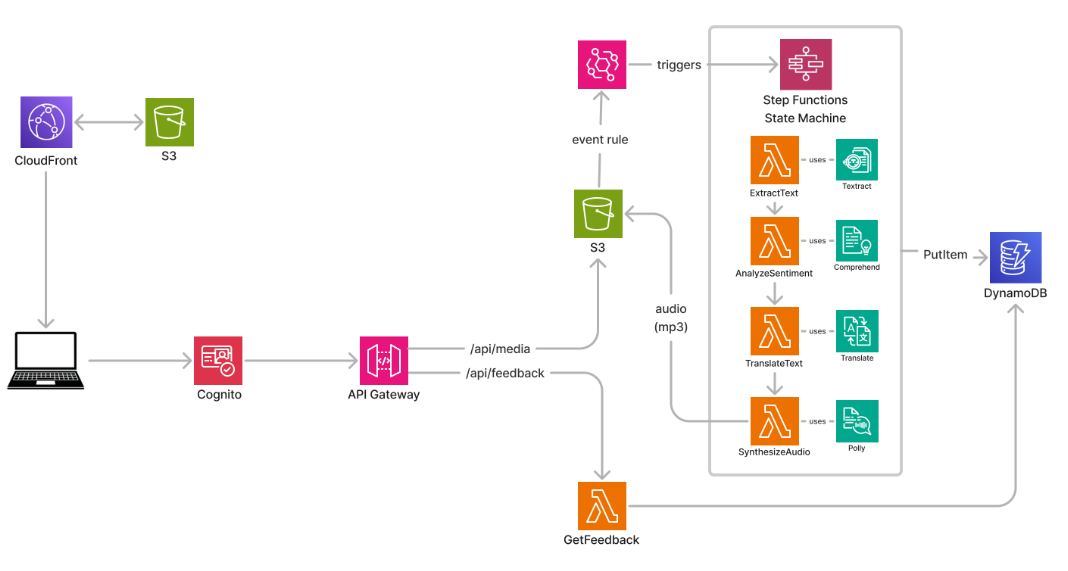 triggers
Step Functions
State Machine
CloudFront
S3
event rule
uses
ExtractText
Textract
S3
uses
AnalyzeSentiment
Comprehend
PutItem
DynamoDB
audio
(mp3)
uses
TranslateText
Translate
/api/media
/api/feedback
Cognito
API Gateway
uses
SynthesizeAudio
Polly
GetFeedback